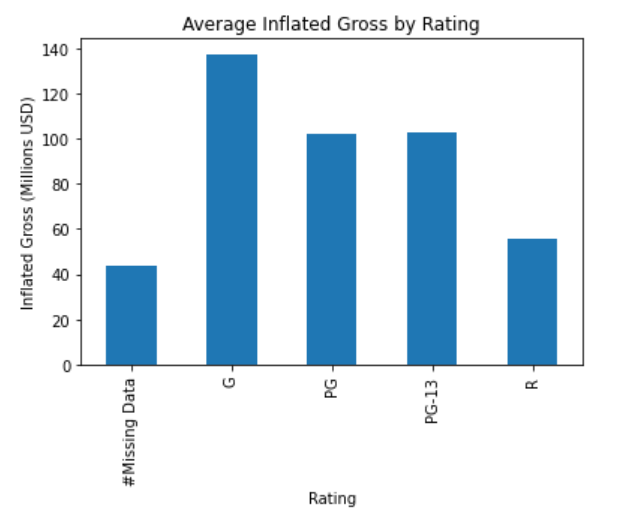 Average Inflated Gross by Rating
Inflated Gross (Millions USD)
140
120
100
80
60
40
20
0
#Missing Data
G
PG
PG-13
R
Rating